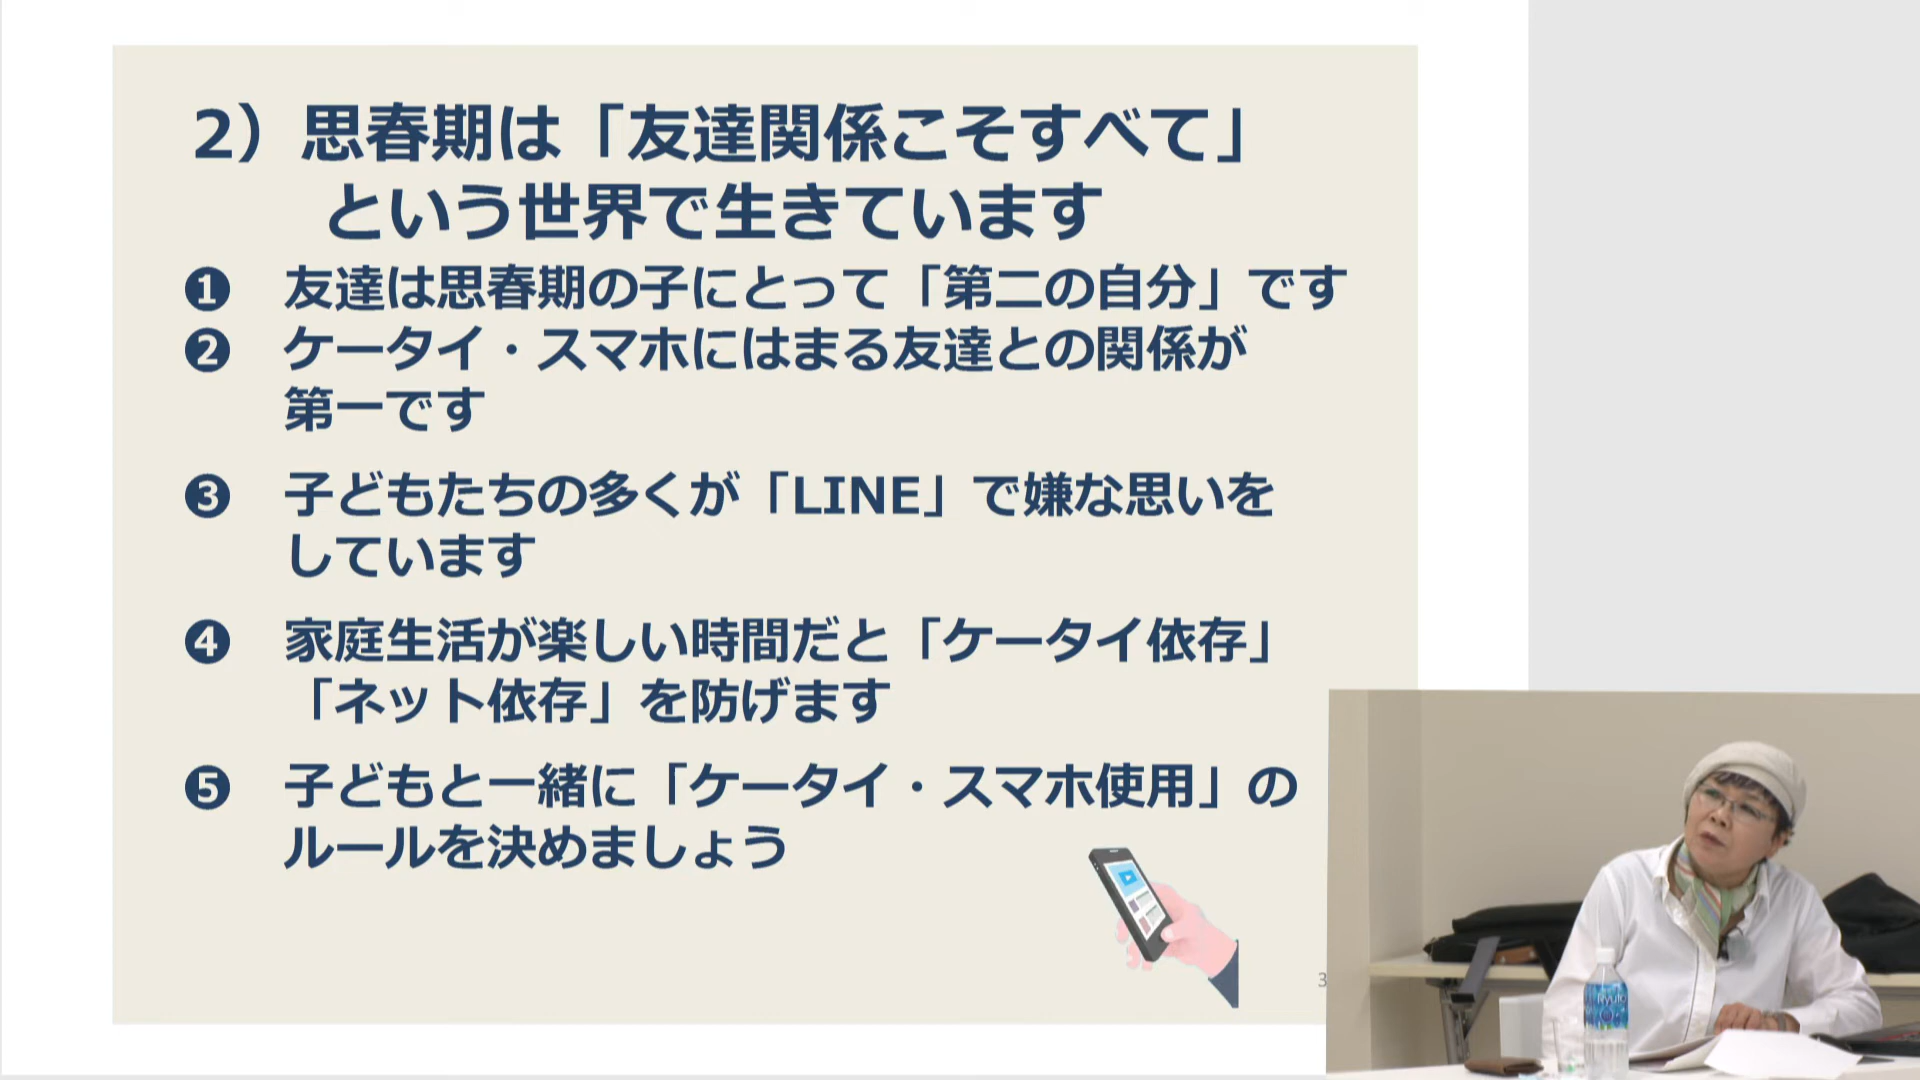 2）思春期は「友達関係こそすべて」
という世界で生きています
❶ 友達は思春期の子にとって「第二の自分」です
❷ ケータイ・スマホにはまる友達との関係が
第一です
❸ 子どもたちの多くが「LINE」で嫌な思いを
しています
❹ 家庭生活が楽しい時間だと「ケータイ依存」
「ネット依存」を防げます
❺ 子どもと一緒に「ケータイ・スマホ使用」の
ルールを決めましょう
3